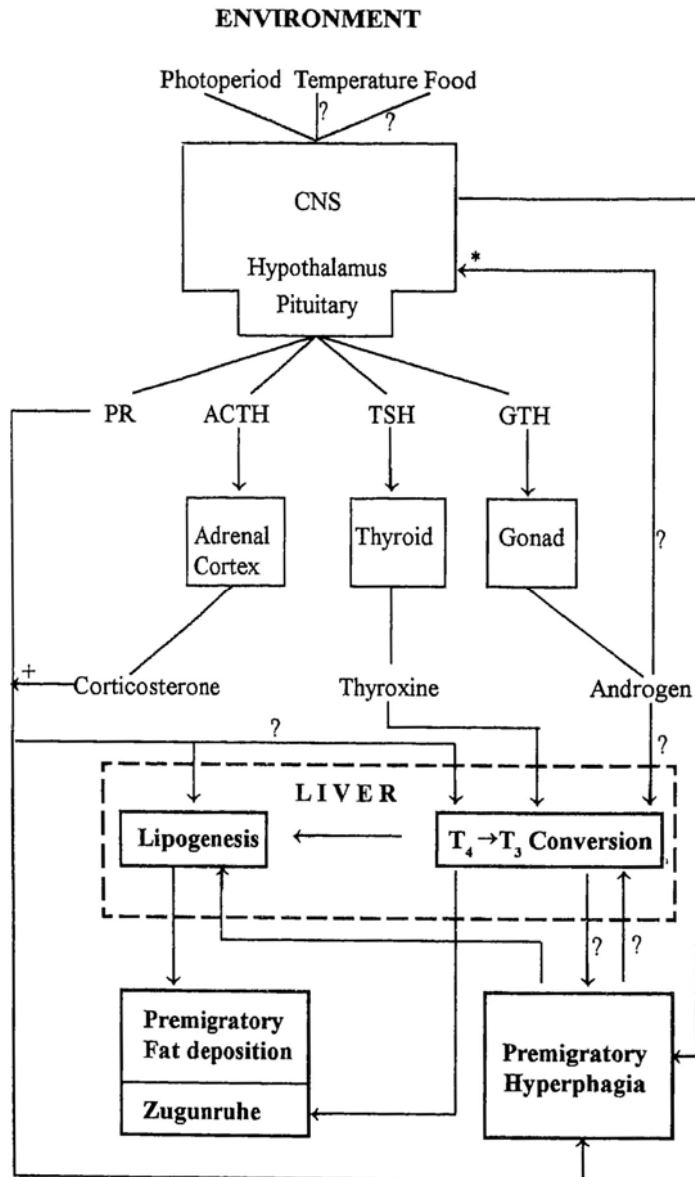 ENVIRONMENT
Photoperiod Temperature Food
?
?
CNS
*
Hypothalamus
Pituitary
PR ACTH TSH GTH
Adrenal
Cortex
Thyroid
Gonad
?
+
Corticosterone
Thyroxine
Androgen
?
?
LIVER
Lipogenesis
T₄→T₃ Conversion
?
?
Premigratory
Fat deposition
Zugunruhe
Premigratory
Hyperphagia